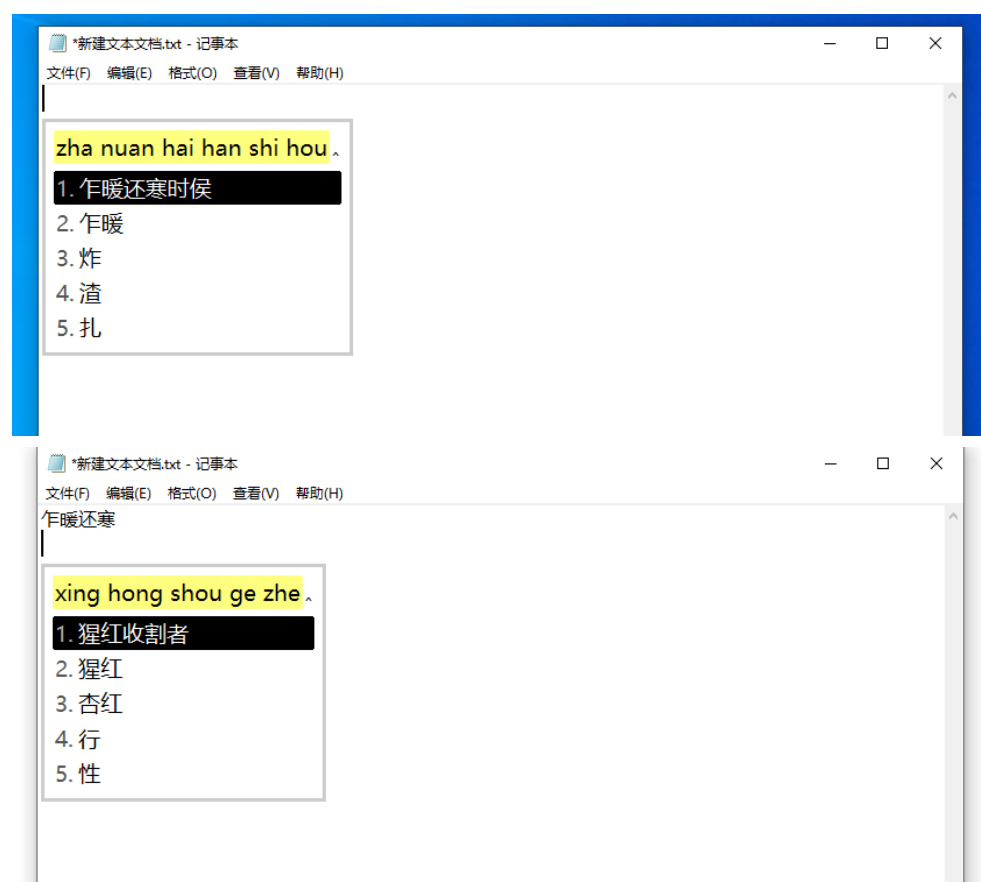 *新建文本文档.txt - 记事本
文件(F) 编辑(E) 格式(O) 查看(V) 帮助(H)
zha nuan hai han shi hou
1. 乍暖还寒时侯
2. 乍暖
3. 炸
4. 渣
5. 扎
*新建文本文档.txt - 记事本
文件(F) 编辑(E) 格式(O) 查看(V) 帮助(H)
乍暖还寒
xing hong shou ge zhe
1. 猩红收割者
2. 猩红
3. 杏红
4. 行
5. 性